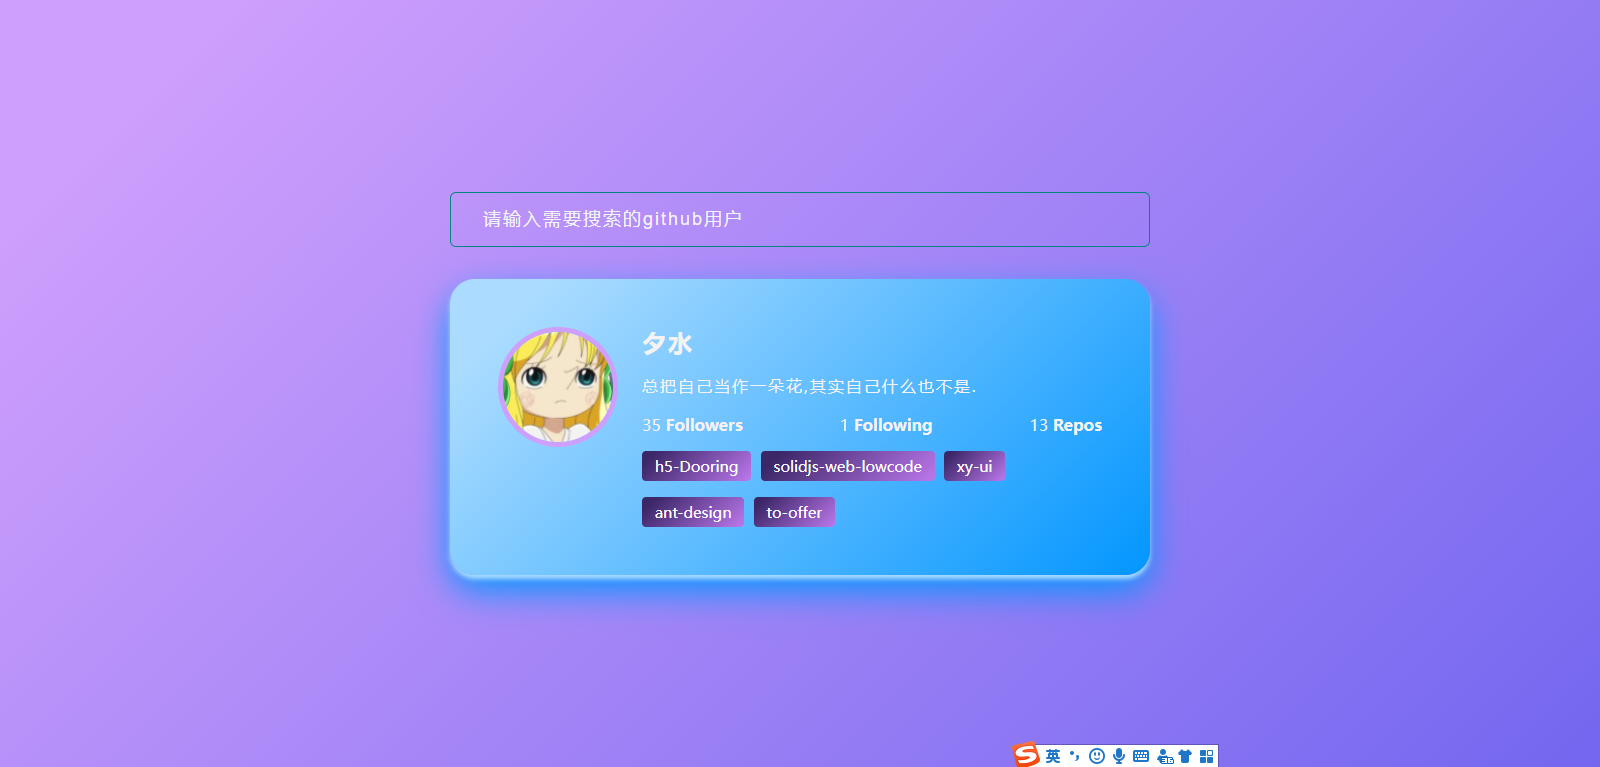 请输入需要搜索的github用户
夕水
总把自己当作一朵花,其实自己什么也不是.
35 Followers 1 Following 13 Repos
h5-Dooring solidjs-web-lowcode xy-ui
ant-design to-offer
S 英